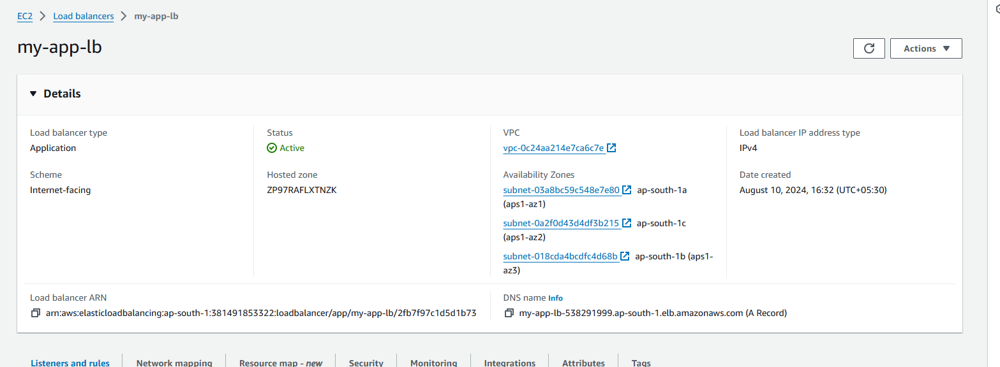 EC2 > Load balancers > my-app-lb
my-app-lb
Actions
Details
Load balancer type
Application
Status
Active
VPC
vpc-0c24aa214e7ca6c7e
Load balancer IP address type
IPv4
Scheme
Internet-facing
Hosted zone
ZP97RAFLXTNZK
Availability Zones
subnet-03a8bc59c548e7e80 ap-south-1a
(aps1-az1)
subnet-0a2f0d43d4df3b215 ap-south-1c
(aps1-az2)
subnet-018cda4bcdfc4d68b ap-south-1b (aps1-
az3)
Date created
August 10, 2024, 16:32 (UTC+05:30)
Load balancer ARN
arn:aws:elasticloadbalancing:ap-south-1:381491853322:loadbalancer/app/my-app-lb/2fb7f97c1d5d1b73
DNS name Info
my-app-lb-538291999.ap-south-1.elb.amazonaws.com (A Record)
Listeners and rules Network mapping Resource map - new Security Monitoring Integrations Attributes Tags